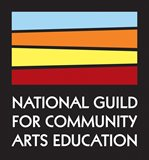 NATIONAL GUILD
FOR COMMUNITY
ARTS EDUCATION